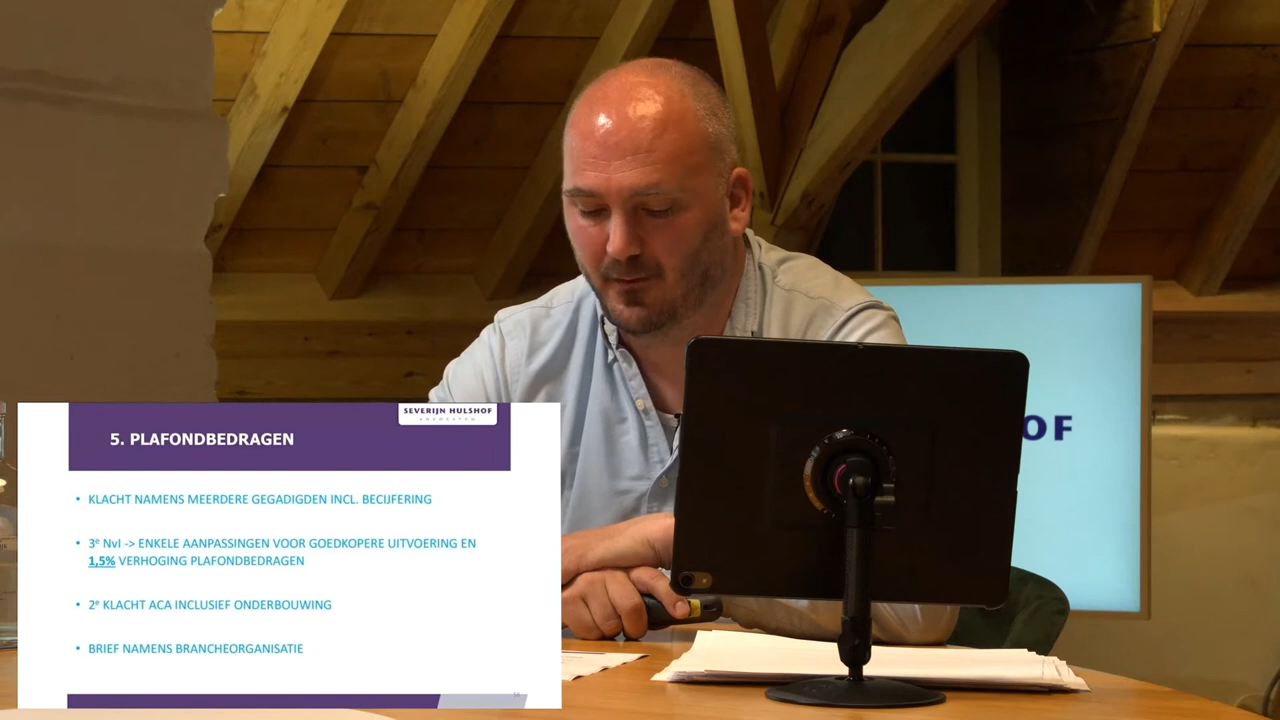 SEVERIJN HULSHOF
ADVOCATEN
5. PLAFONDBEDRAGEN
• KLACHT NAMENS MEERDERE GEGADIGDEN INCL. BECIJFERING
• 3e NvI -> ENKELE AANPASSINGEN VOOR GOEDKOPERE UITVOERING EN
1,5% VERHOGING PLAFONDBEDRAGEN
• 2e KLACHT ACA INCLUSIEF ONDERBOUWING
• BRIEF NAMENS BRANCHEORGANISATIE
OF